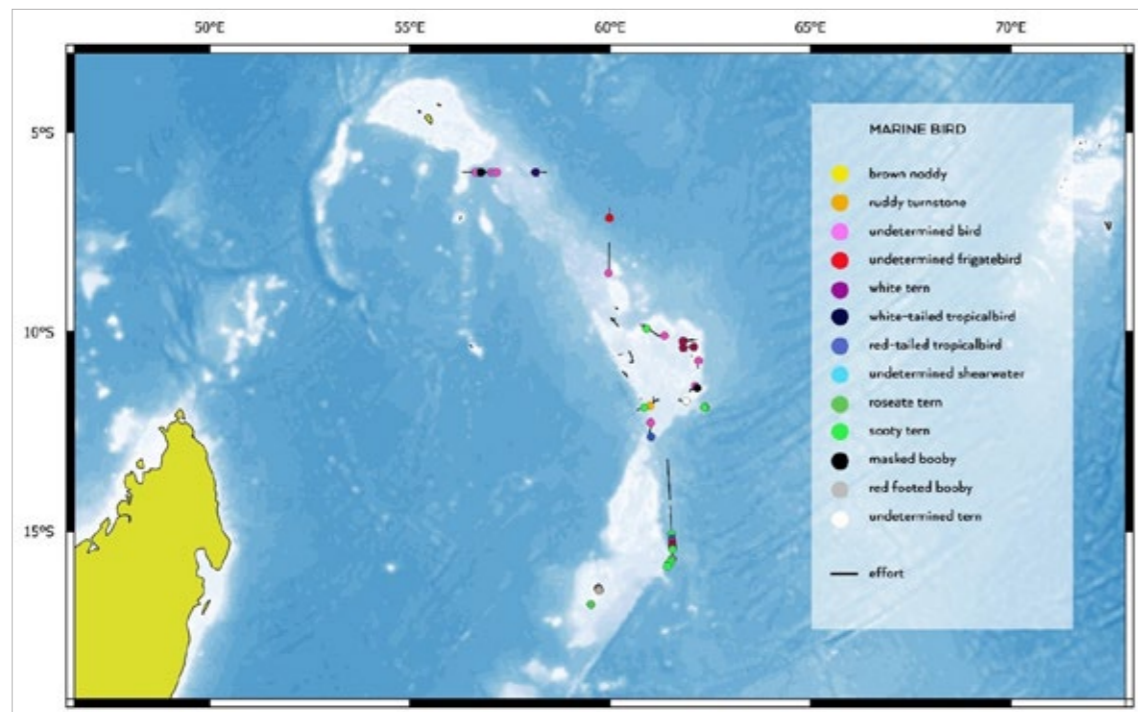 50°E 55°E 60°E 65°E 70°E
5°S
10°S
15°S
MARINE BIRD
brown noddy
ruddy turnstone
undetermined bird
undetermined frigatebird
white tern
white-tailed tropicalbird
red-tailed tropicalbird
undetermined shearwater
roseate tern
sooty tern
masked booby
red footed booby
undetermined tern
effort